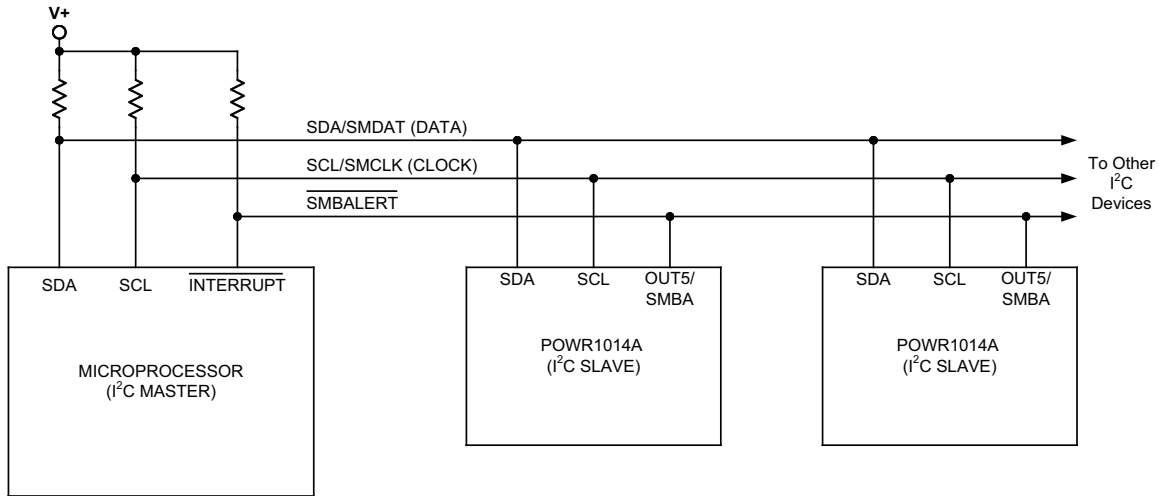 V+
SDA/SMDAT (DATA)
SCL/SMCLK (CLOCK)
SMBALERT
To Other
I²C
Devices
SDA
SCL
INTERRUPT
MICROPROCESSOR
(I²C MASTER)
SDA
SCL
OUT5/
SMBA
POWR1014A
(I²C SLAVE)
SDA
SCL
OUT5/
SMBA
POWR1014A
(I²C SLAVE)